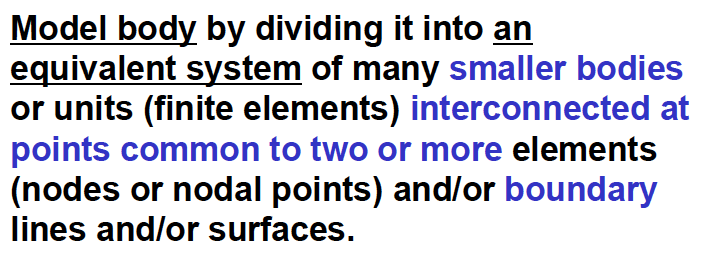 Model body by dividing it into an
equivalent system of many smaller bodies
or units (finite elements) interconnected at
points common to two or more elements
(nodes or nodal points) and/or boundary
lines and/or surfaces.